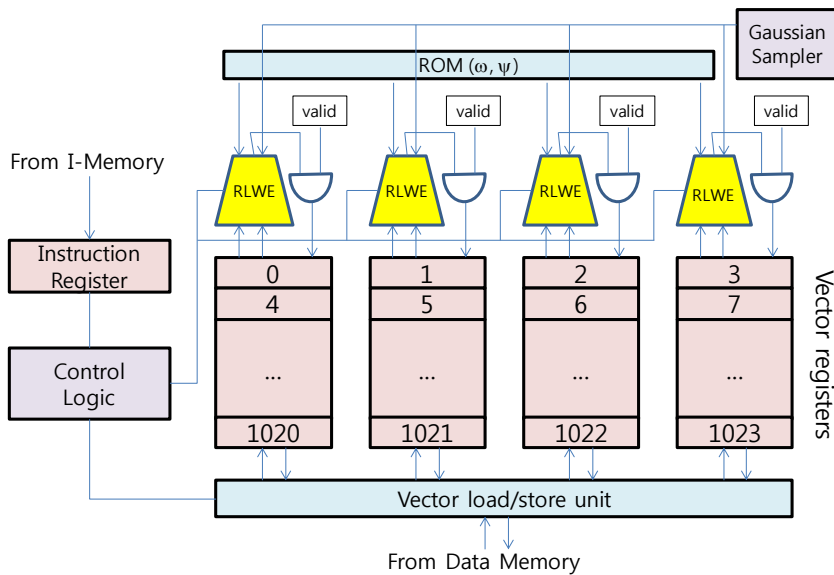 Gaussian
Sampler
ROM (ω, ψ)
valid
valid
valid
valid
From I-Memory
RLWE
RLWE
RLWE
RLWE
Instruction
Register
0
1
2
3
4
5
6
7
Vector registers
Control
Logic
...
...
...
...
1020
1021
1022
1023
Vector load/store unit
From Data Memory